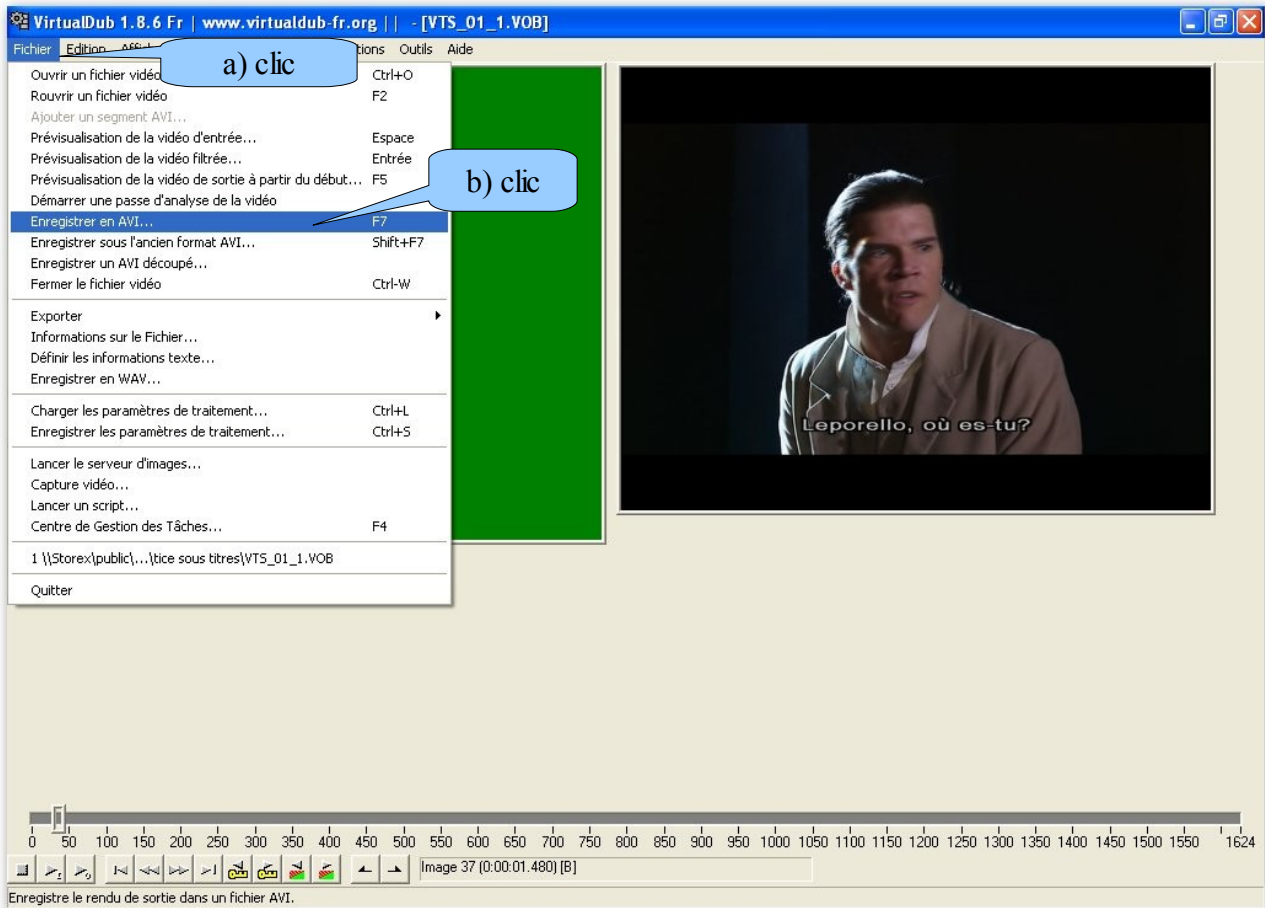 VirtualDub 1.8.6 Fr | www.virtualdub-fr.org || - [VTS_01_1.VOB]
Fichier Edition Outils Aide
a) clic
Ouvrir un fichier vidéo Ctrl+O
Rouvrir un fichier vidéo F2
Ajouter un segment AVI...
Prévisualisation de la vidéo d'entrée... Espace
Prévisualisation de la vidéo filtrée... Entrée
Prévisualisation de la vidéo de sortie à partir du début... F5
b) clic
Démarrer une passe d'analyse de la vidéo
Enregistrer en AVI... F7
Enregistrer sous l'ancien format AVI... Shift+F7
Enregistrer un AVI découpé...
Fermer le fichier vidéo Ctrl-W
Exporter
Informations sur le Fichier...
Définir les informations texte...
Enregistrer en WAV...
Charger les paramètres de traitement... Ctrl+L
Enregistrer les paramètres de traitement... Ctrl+S
Lancer le serveur d'images...
Capture vidéo...
Lancer un script...
Centre de Gestion des Tâches... F4
1 \\Storex\public\...\tice sous titres\VTS_01_1.VOB
Quitter
Leporello, où es-tu?
0 50 100 150 200 250 300 350 400 450 500 550 600 650 700 750 800 850 900 950 1000 1050 1100 1150 1200 1250 1300 1350 1400 1450 1500 1550 1624
Image 37 (0:00:01.480) [B]
Enregistre le rendu de sortie dans un fichier AVI.